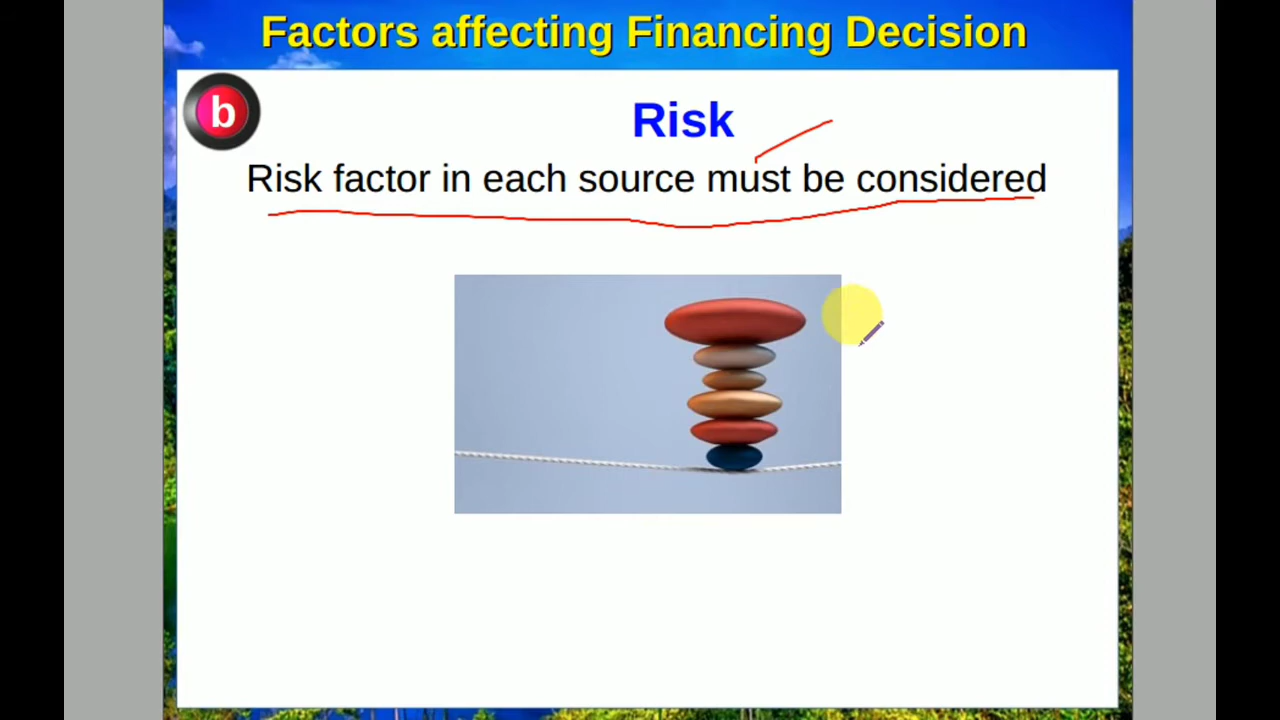 Factors affecting Financing Decision
b
Risk
Risk factor in each source must be considered